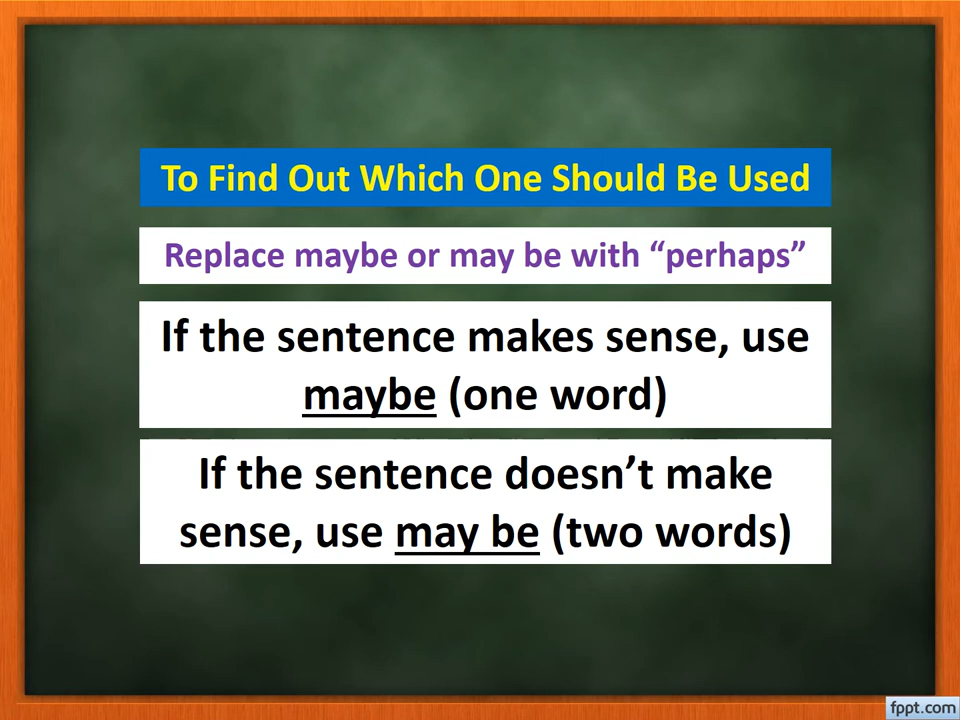 To Find Out Which One Should Be Used
Replace maybe or may be with “perhaps”
If the sentence makes sense, use
maybe (one word)
If the sentence doesn’t make
sense, use may be (two words)
fppt.com